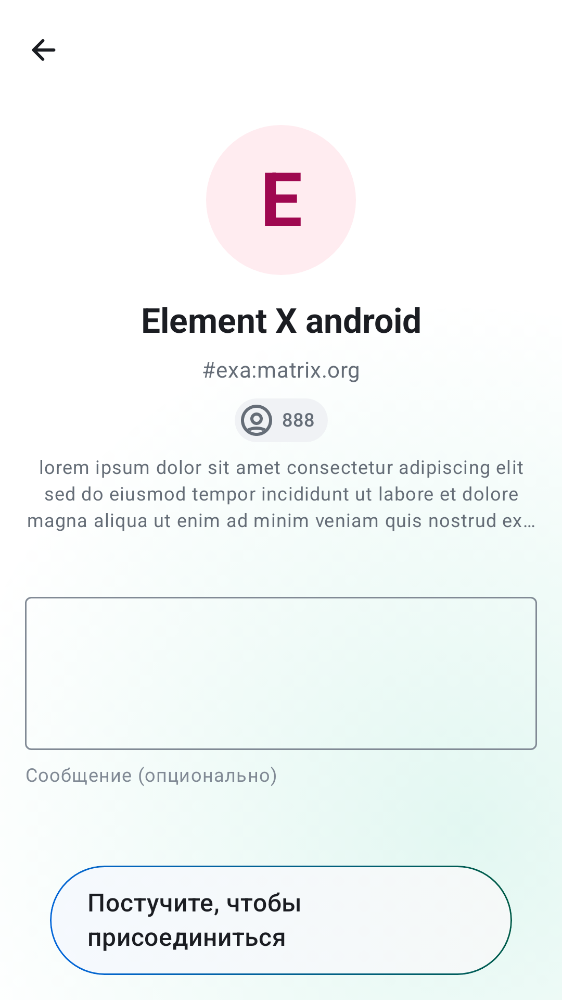 E
Element X android
#exa:matrix.org
888
lorem ipsum dolor sit amet consectetur adipiscing elit
sed do eiusmod tempor incididunt ut labore et dolore
magna aliqua ut enim ad minim veniam quis nostrud ex…
Сообщение (опционально)
Постучите, чтобы
присоединиться